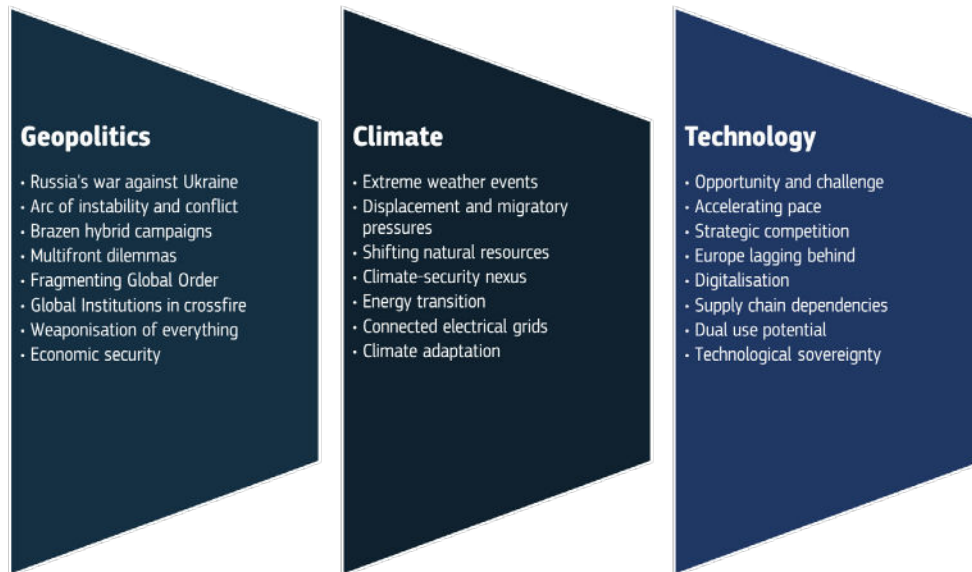 Geopolitics
· Russia's war against Ukraine
· Arc of instability and conflict
· Brazen hybrid campaigns
· Multifront dilemmas
· Fragmenting Global Order
· Global Institutions in crossfire
· Weaponisation of everything
· Economic security
Climate
· Extreme weather events
· Displacement and migratory
pressures
· Shifting natural resources
· Climate-security nexus
· Energy transition
· Connected electrical grids
· Climate adaptation
Technology
· Opportunity and challenge
· Accelerating pace
· Strategic competition
· Europe lagging behind
· Digitalisation
· Supply chain dependencies
· Dual use potential
· Technological sovereignty